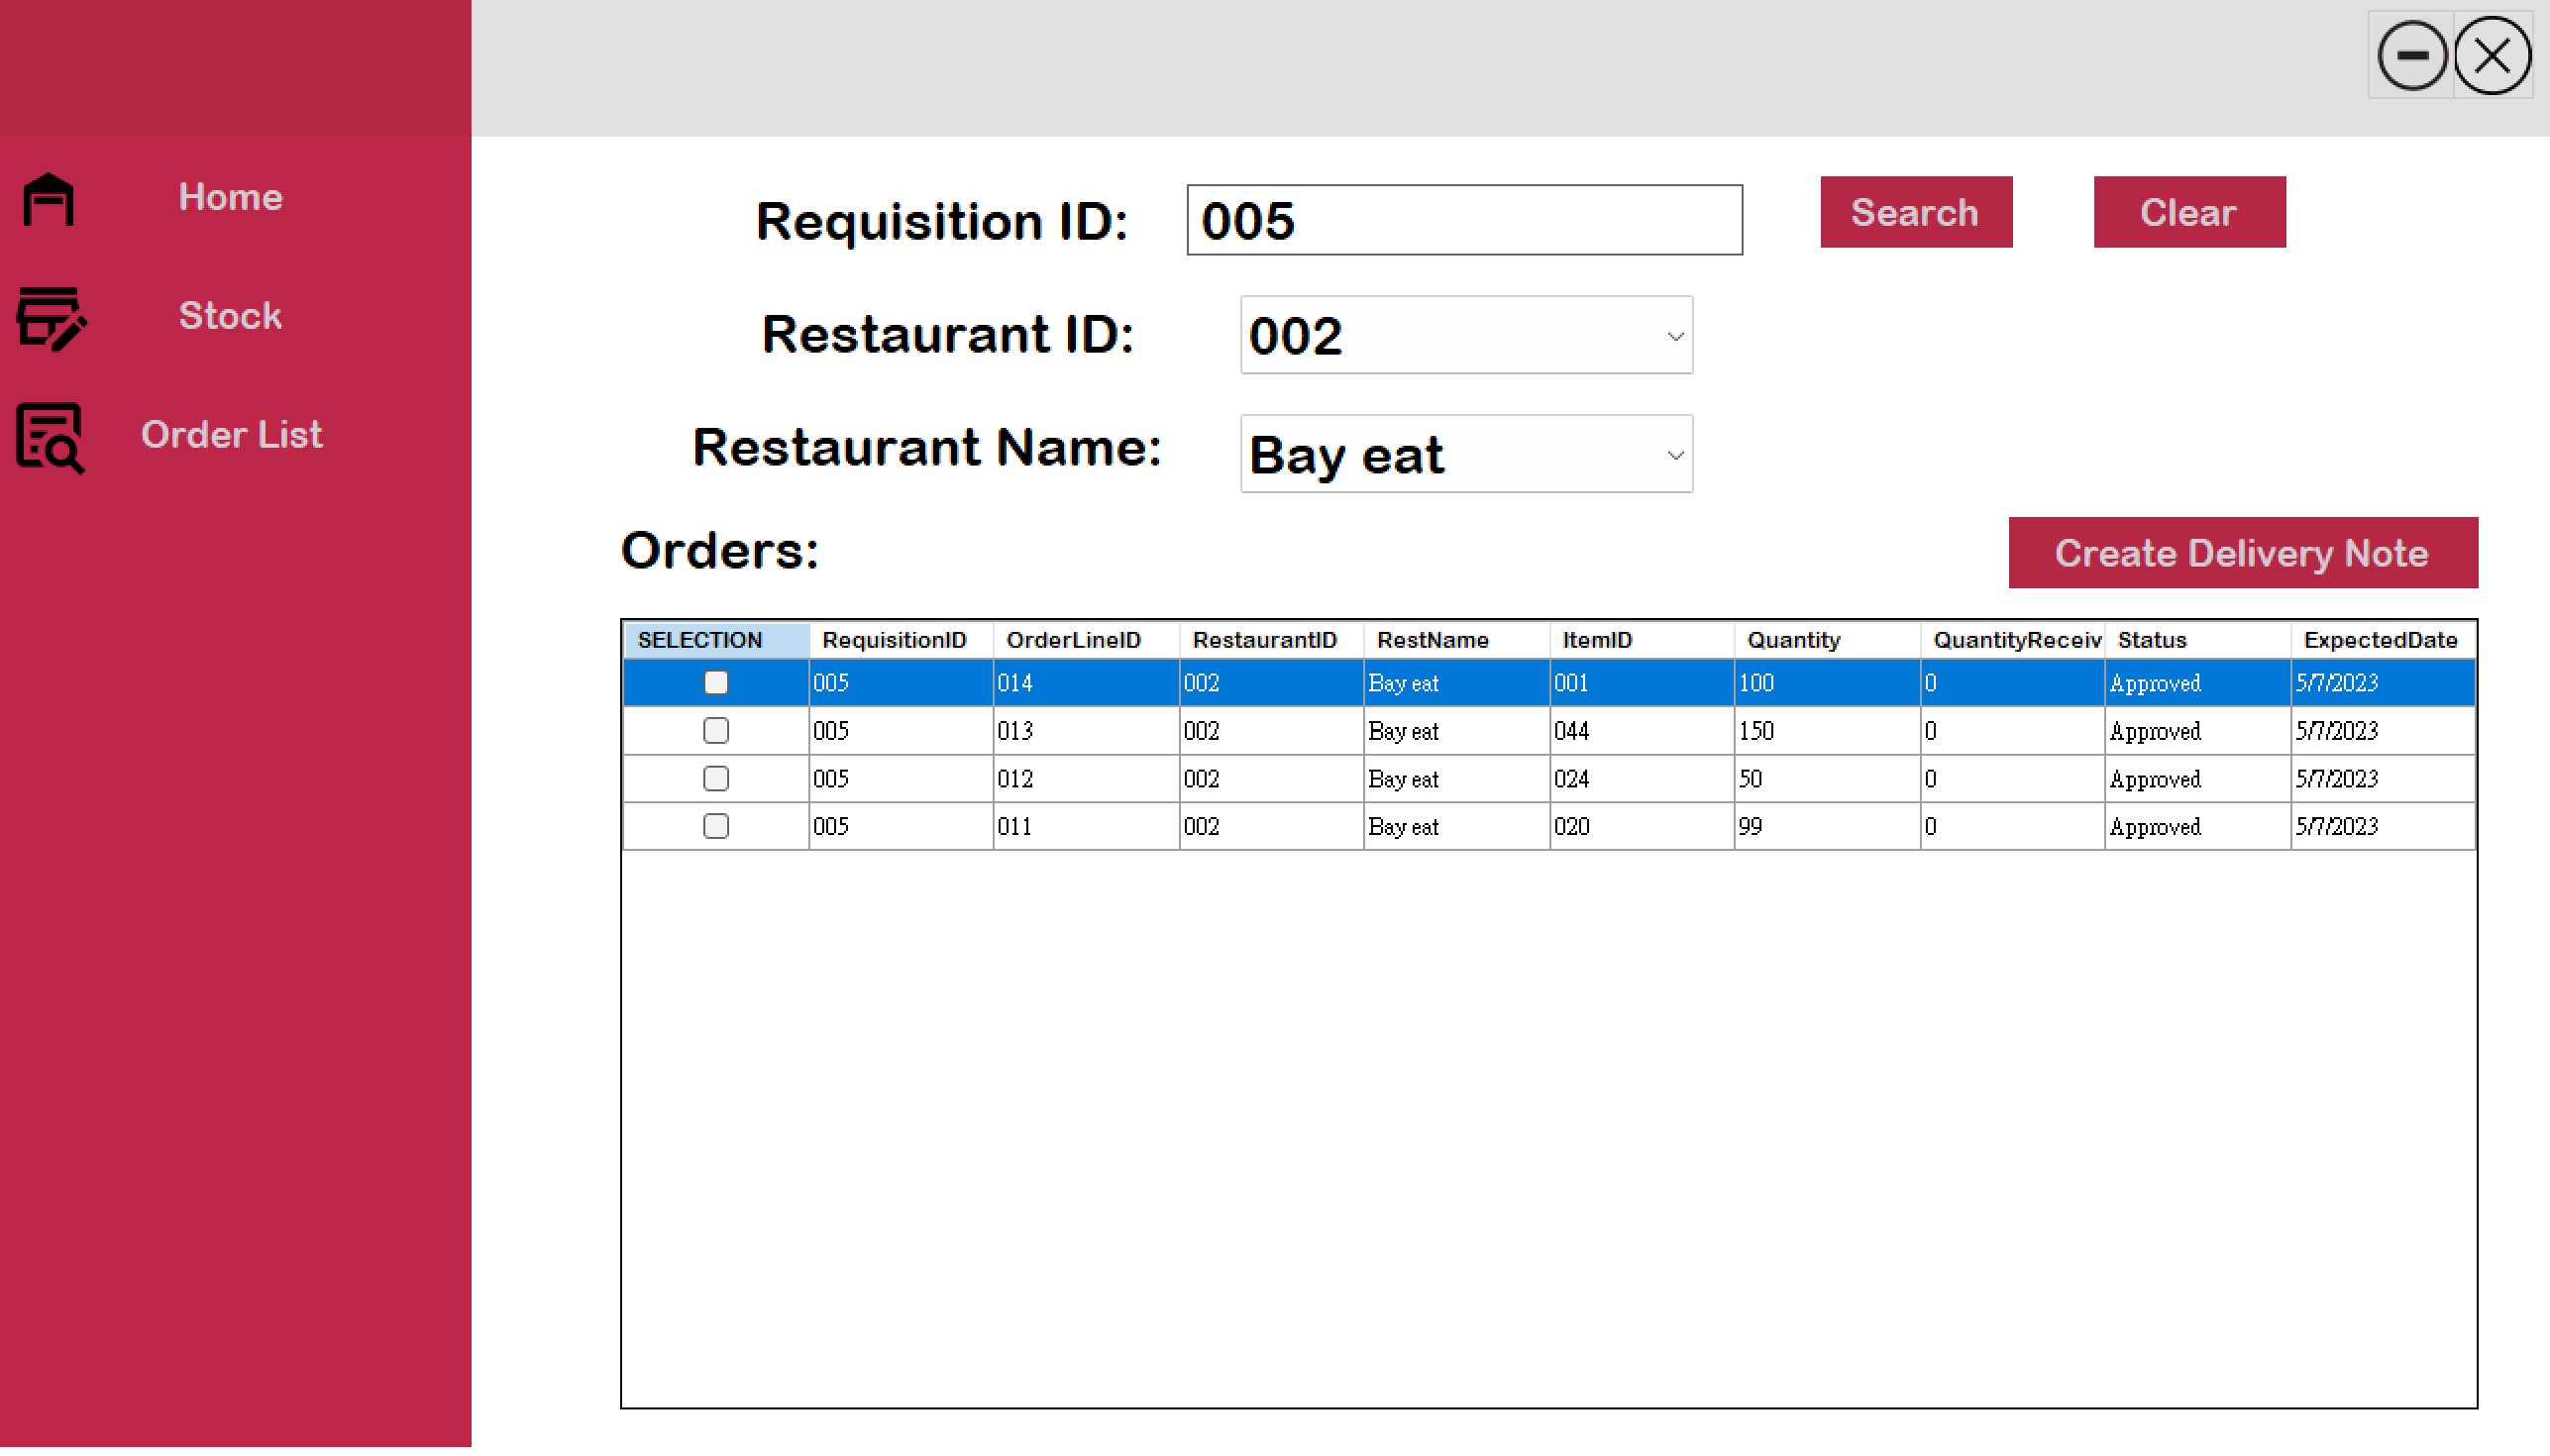 Home
Stock
Order List
Requisition ID: 005 Search Clear
Restaurant ID: 002
Restaurant Name: Bay eat
Orders: Create Delivery Note
SELECTION RequisitionID OrderLineID RestaurantID RestName ItemID Quantity QuantityReceiv Status ExpectedDate
005 014 002 Bay eat 001 100 0 Approved 5/7/2023
005 013 002 Bay eat 044 150 0 Approved 5/7/2023
005 012 002 Bay eat 024 50 0 Approved 5/7/2023
005 011 002 Bay eat 020 99 0 Approved 5/7/2023